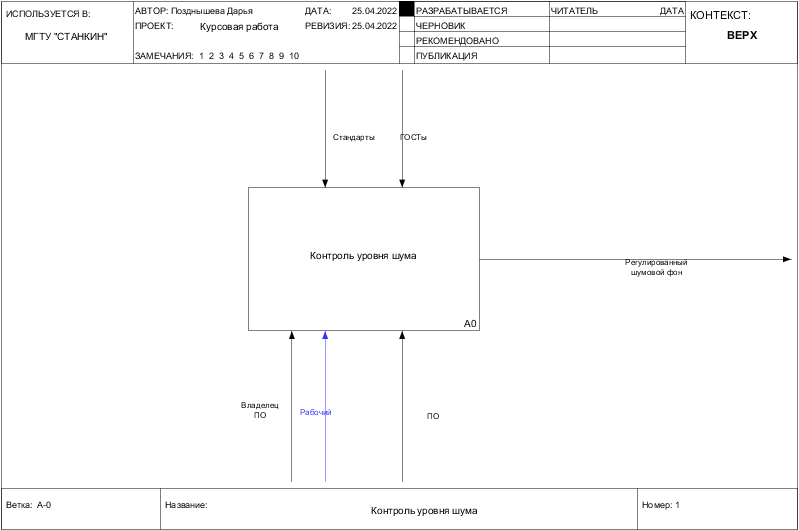 ИСПОЛЬЗУЕТСЯ В:
МГТУ "СТАНКИН"
АВТОР: Позднышева Дарья
ДАТА: 25.04.2022
ПРОЕКТ: Курсовая работа
РЕВИЗИЯ: 25.04.2022
ЗАМЕЧАНИЯ: 1 2 3 4 5 6 7 8 9 10
РАЗРАБАТЫВАЕТСЯ
ЧЕРНОВИК
РЕКОМЕНДОВАНО
ПУБЛИКАЦИЯ
ЧИТАТЕЛЬ ДАТА
КОНТЕКСТ:
ВЕРХ
Стандарты
ГОСТы
Контроль уровня шума
A0
Регулированный
шумовой фон
Владелец
ПО
Рабочий
ПО
Ветка: A-0
Название:
Контроль уровня шума
Номер: 1